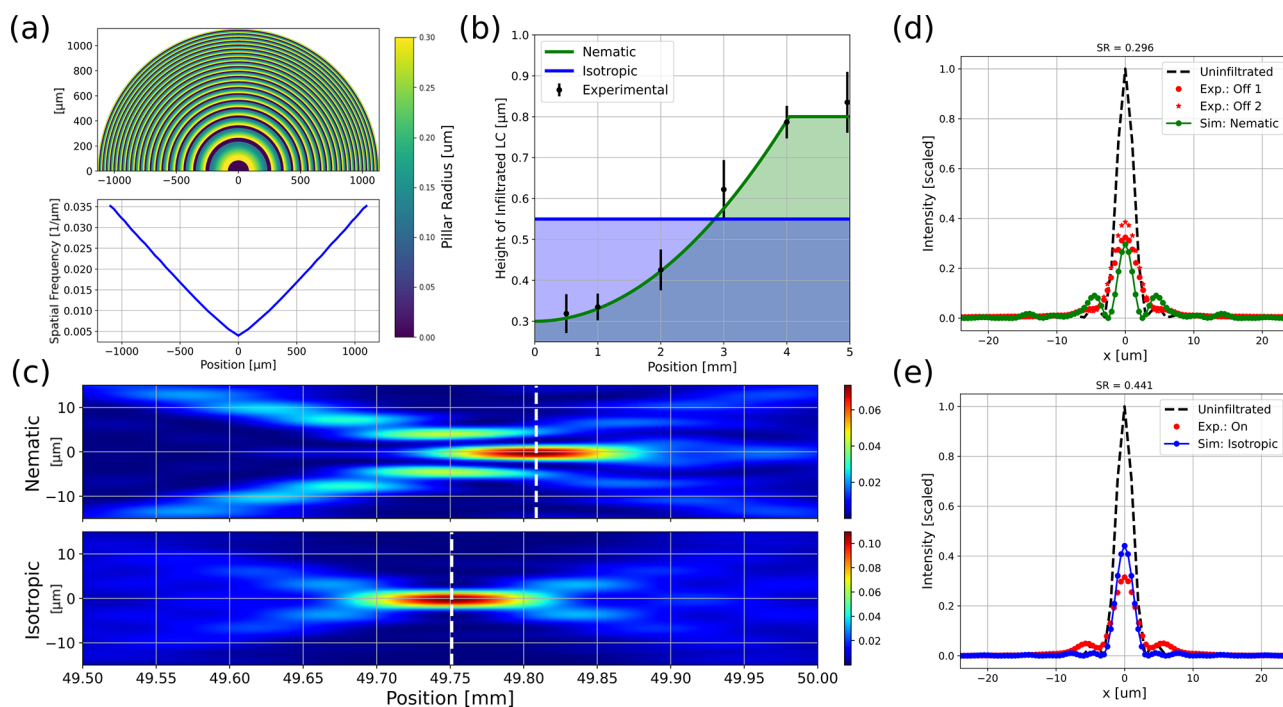 (a)
1000
800
600
400
200
0
[µm]
−1000
−500
0
500
1000
0.035
0.030
0.025
0.020
0.015
0.010
0.005
Spatial Frequency [1/µm]
−1000
−500
0
500
1000
Position [µm]
0.30
0.25
0.20
0.15
0.10
0.05
0.00
Pillar Radius [um]
(b)
1.0
0.9
0.8
0.7
0.6
0.5
0.4
0.3
Height of Infiltrated LC [µm]
Nematic
Isotropic
Experimental
0
1
2
3
4
5
Position [mm]
(c)
Nematic
[µm]
10
0
−10
0.06
0.04
0.02
Isotropic
[µm]
10
0
−10
0.10
0.08
0.06
0.04
0.02
49.50
49.55
49.60
49.65
49.70
49.75
49.80
49.85
49.90
49.95
50.00
Position [mm]
(d)
SR = 0.296
1.0
0.8
0.6
0.4
0.2
0.0
Intensity [scaled]
Uninfiltrated
Exp.: Off 1
Exp.: Off 2
Sim: Nematic
−20
−10
0
10
20
x [um]
(e)
SR = 0.441
1.0
0.8
0.6
0.4
0.2
0.0
Intensity [scaled]
Uninfiltrated
Exp.: On
Sim: Isotropic
−20
−10
0
10
20
x [um]